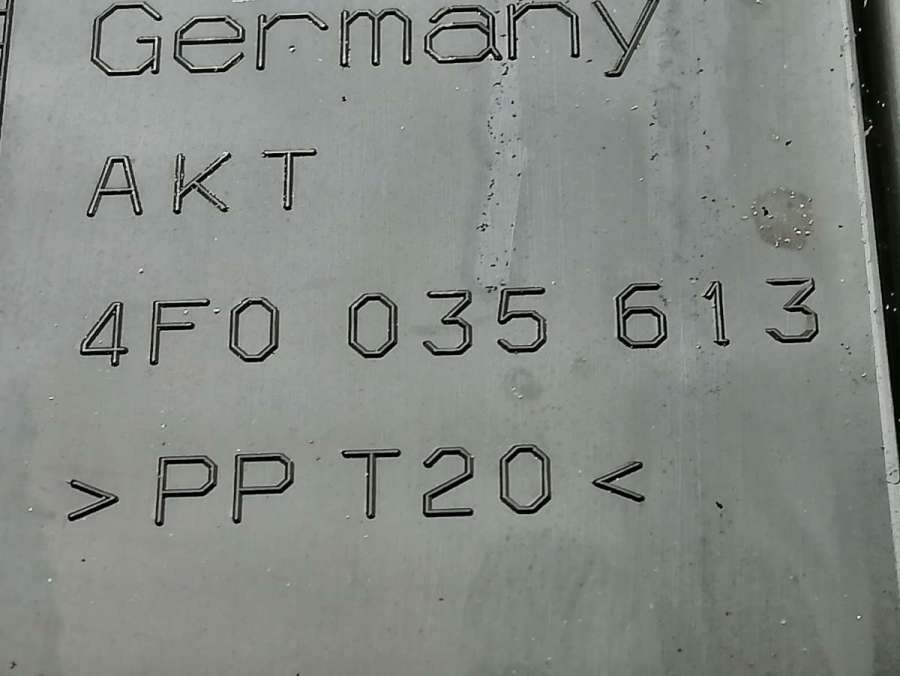 Germany
AKT
4F0 035 613
>PP T20<